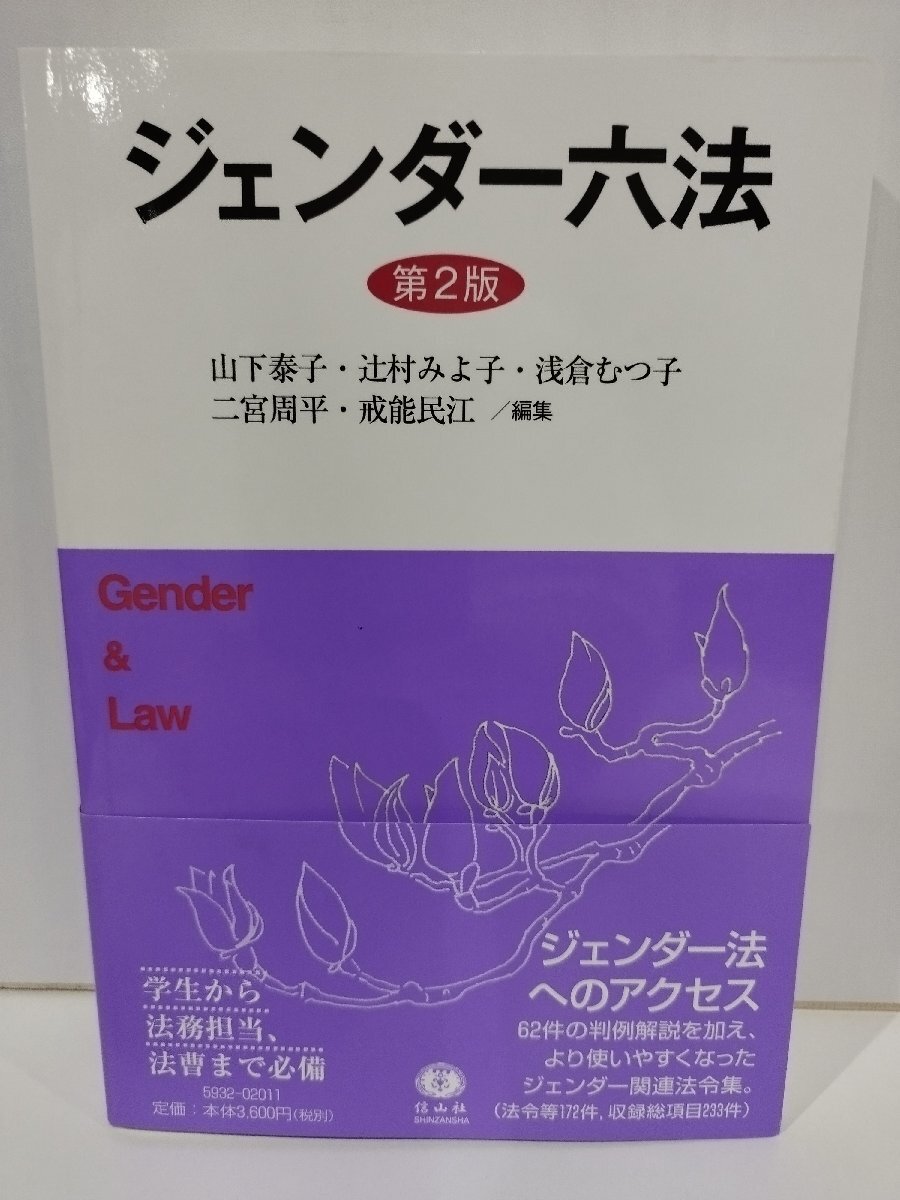 ジェンダー六法
第2版
山下泰子・辻村みよ子・浅倉むつ子
二宮周平・戒能民江／編集
Gender
&
Law
ジェンダー法
へのアクセス
62件の判例解説を加え、
より使いやすくなった
ジェンダー関連法令集。
（法令等172件，収録総項目233件）
学生から
法務担当、
法曹まで必備
5932-02011
定価：本体3,600円（税別）
信山社
SHINZANSHA